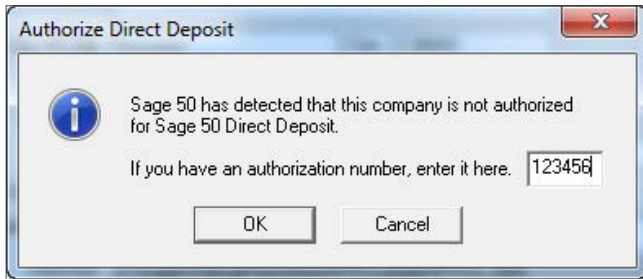 Authorize Direct Deposit
Sage 50 has detected that this company is not authorized
for Sage 50 Direct Deposit.
If you have an authorization number, enter it here. 123456
OK Cancel